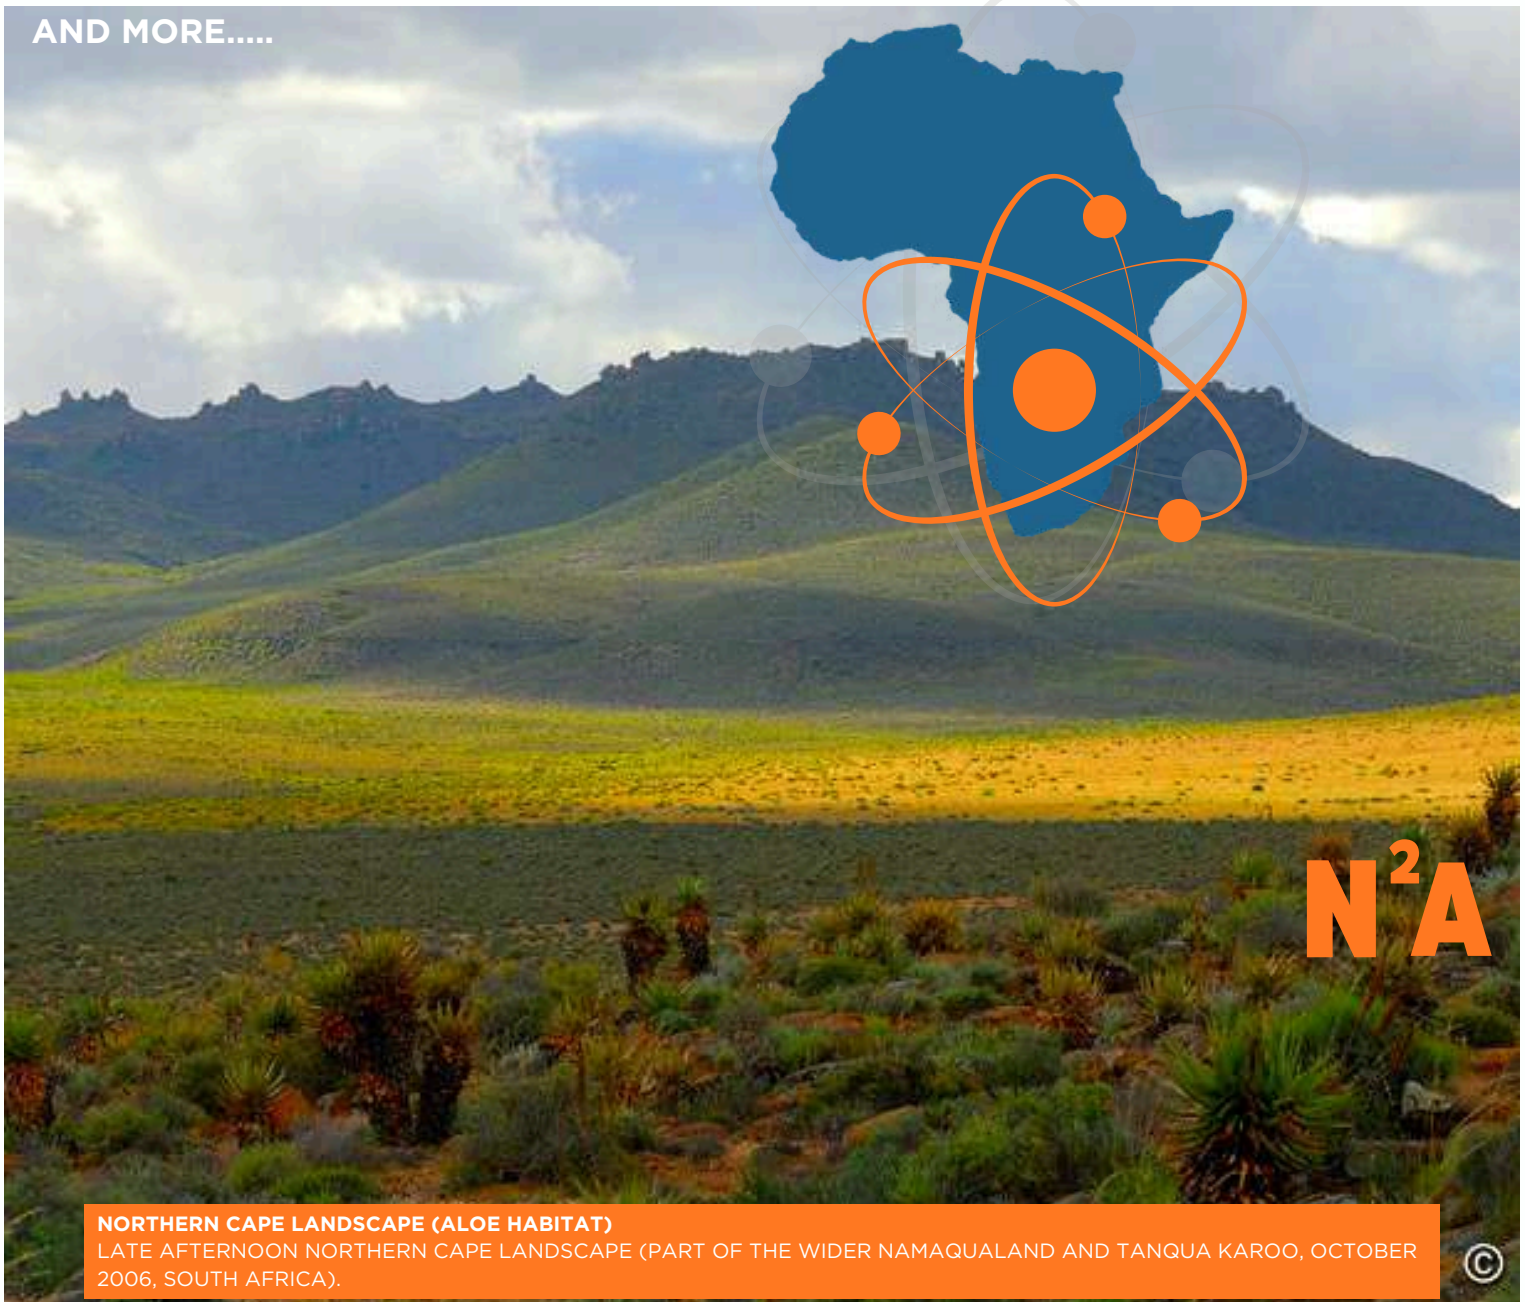 AND MORE.....
N²A
NORTHERN CAPE LANDSCAPE (ALOE HABITAT)
LATE AFTERNOON NORTHERN CAPE LANDSCAPE (PART OF THE WIDER NAMAQUALAND AND TANQUA KAROO, OCTOBER
2006, SOUTH AFRICA).
©